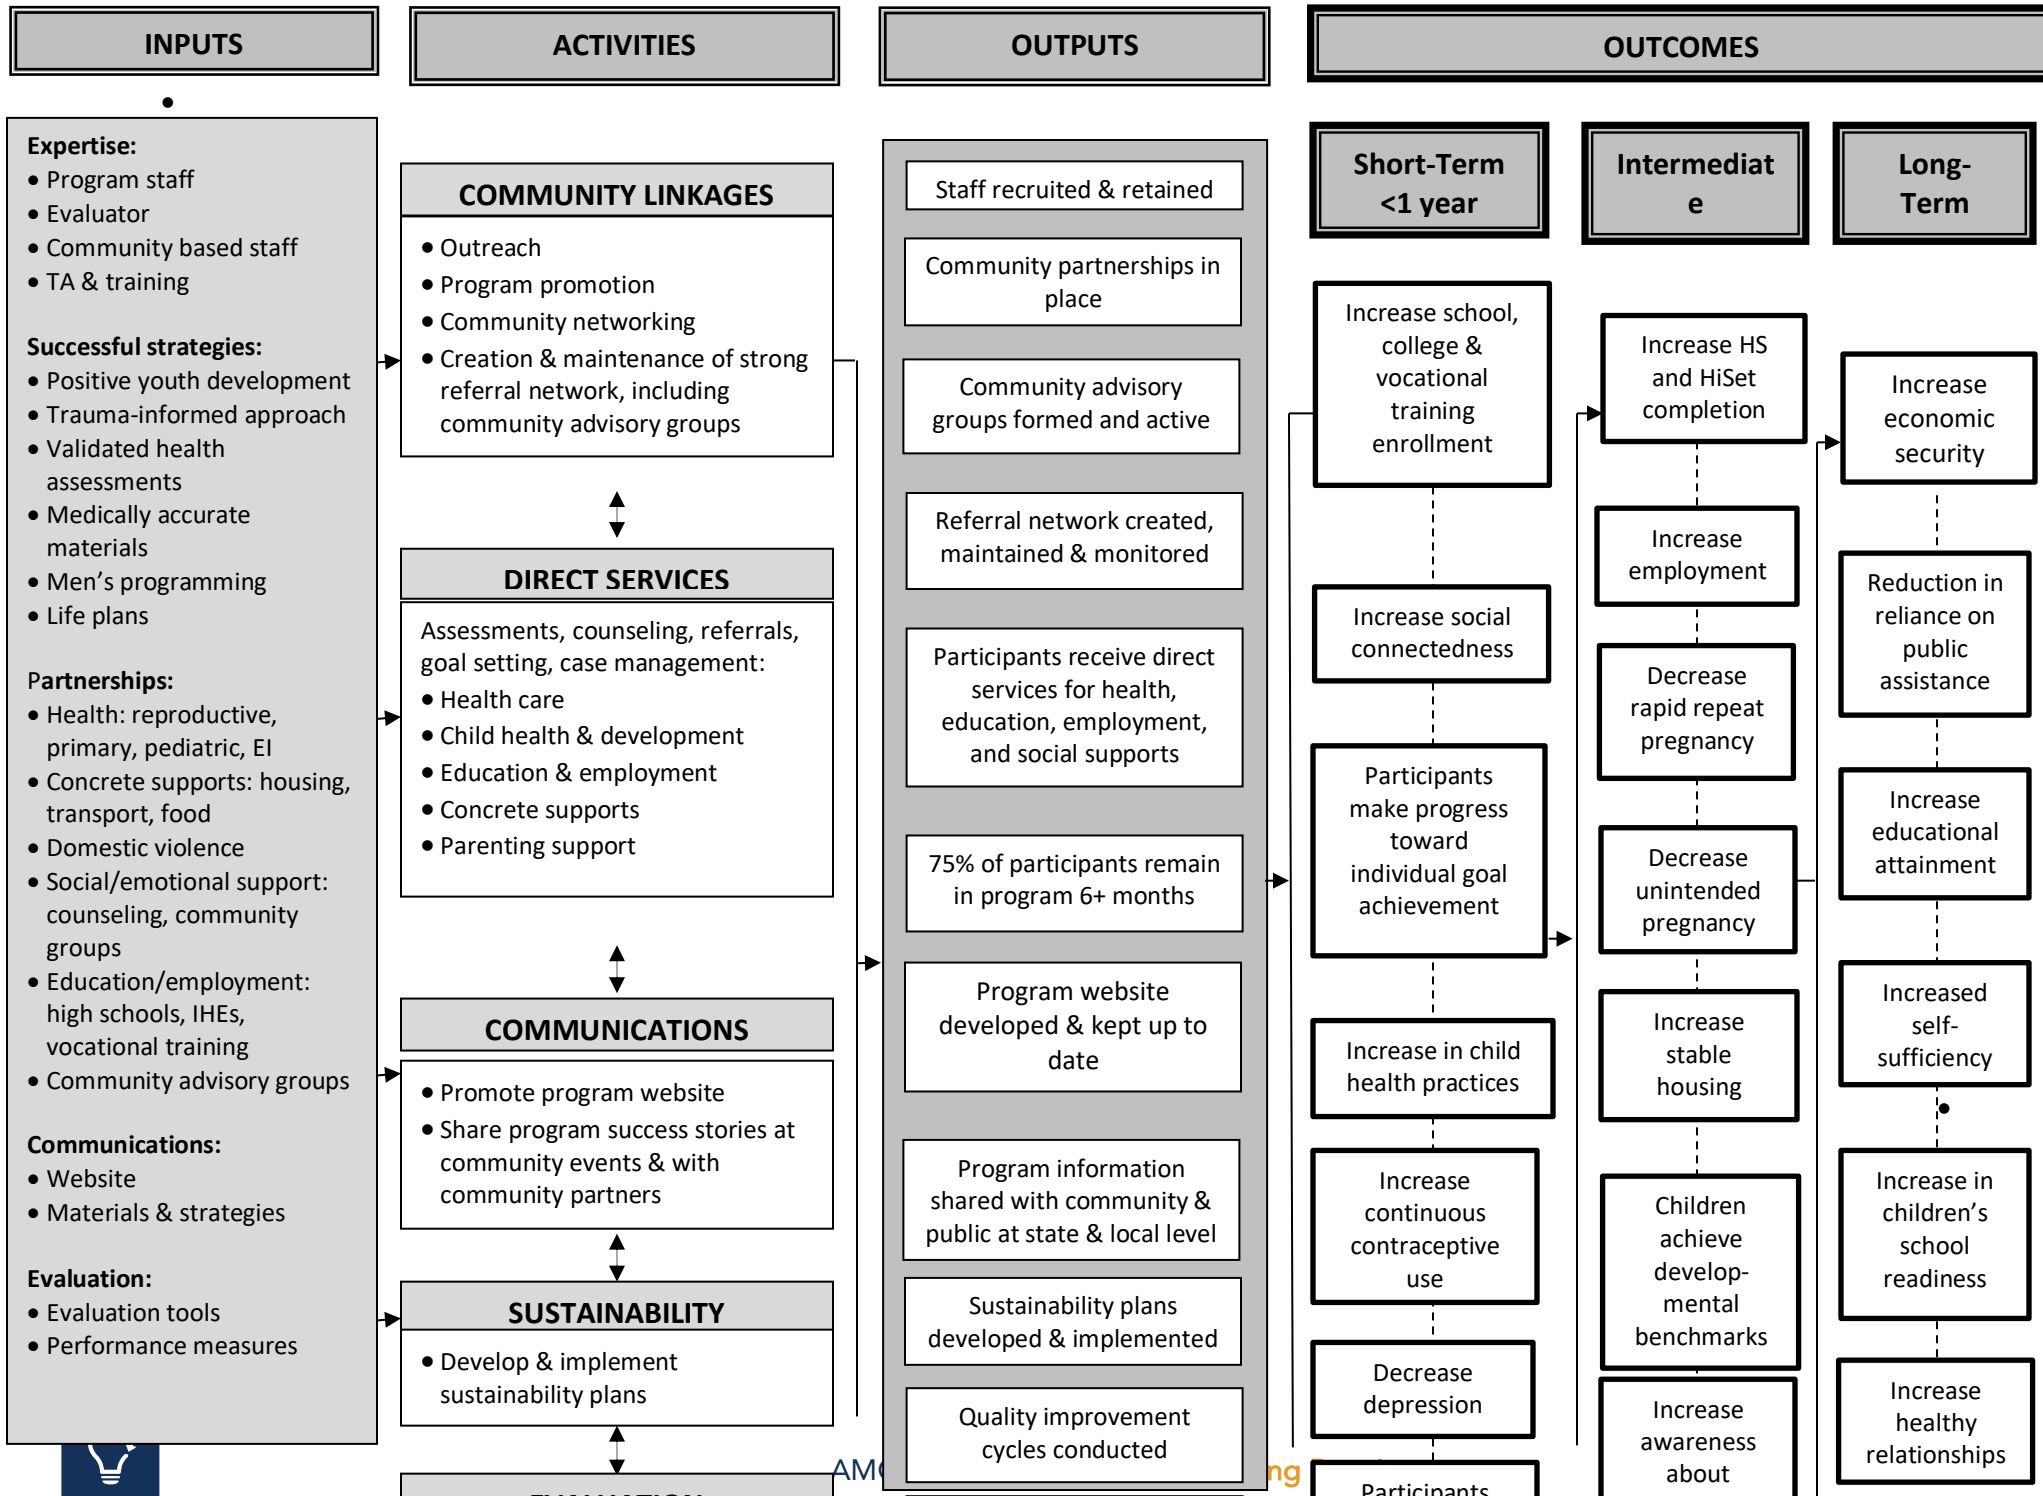 INPUTS
ACTIVITIES
OUTPUTS
OUTCOMES
•
Expertise:
• Program staff
• Evaluator
• Community based staff
• TA & training
Successful strategies:
• Positive youth development
• Trauma-informed approach
• Validated health
assessments
• Medically accurate
materials
• Men’s programming
• Life plans
Partnerships:
• Health: reproductive,
primary, pediatric, EI
• Concrete supports: housing,
transport, food
• Domestic violence
• Social/emotional support:
counseling, community
groups
• Education/employment:
high schools, IHEs,
vocational training
• Community advisory groups
Communications:
• Website
• Materials & strategies
Evaluation:
• Evaluation tools
• Performance measures
COMMUNITY LINKAGES
• Outreach
• Program promotion
• Community networking
• Creation & maintenance of strong
referral network, including
community advisory groups
DIRECT SERVICES
Assessments, counseling, referrals,
goal setting, case management:
• Health care
• Child health & development
• Education & employment
• Concrete supports
• Parenting support
COMMUNICATIONS
• Promote program website
• Share program success stories at
community events & with
community partners
SUSTAINABILITY
• Develop & implement
sustainability plans
Staff recruited & retained
Community partnerships in
place
Community advisory
groups formed and active
Referral network created,
maintained & monitored
Participants receive direct
services for health,
education, employment,
and social supports
75% of participants remain
in program 6+ months
Program website
developed & kept up to
date
Program information
shared with community &
public at state & local level
Sustainability plans
developed & implemented
Quality improvement
cycles conducted
Short-Term
<1 year
Increase school,
college &
vocational
training
enrollment
Increase social
connectedness
Participants
make progress
toward
individual goal
achievement
Increase in child
health practices
Increase
continuous
contraceptive
use
Decrease
depression
Participants
Intermediat
e
Increase HS
and HiSet
completion
Increase
employment
Decrease
rapid repeat
pregnancy
Decrease
unintended
pregnancy
Increase
stable
housing
Children
achieve
develop-
mental
benchmarks
Increase
awareness
about
Long-
Term
Increase
economic
security
Reduction in
reliance on
public
assistance
Increase
educational
attainment
Increased
self-
sufficiency
•
Increase in
children’s
school
readiness
Increase
healthy
relationships